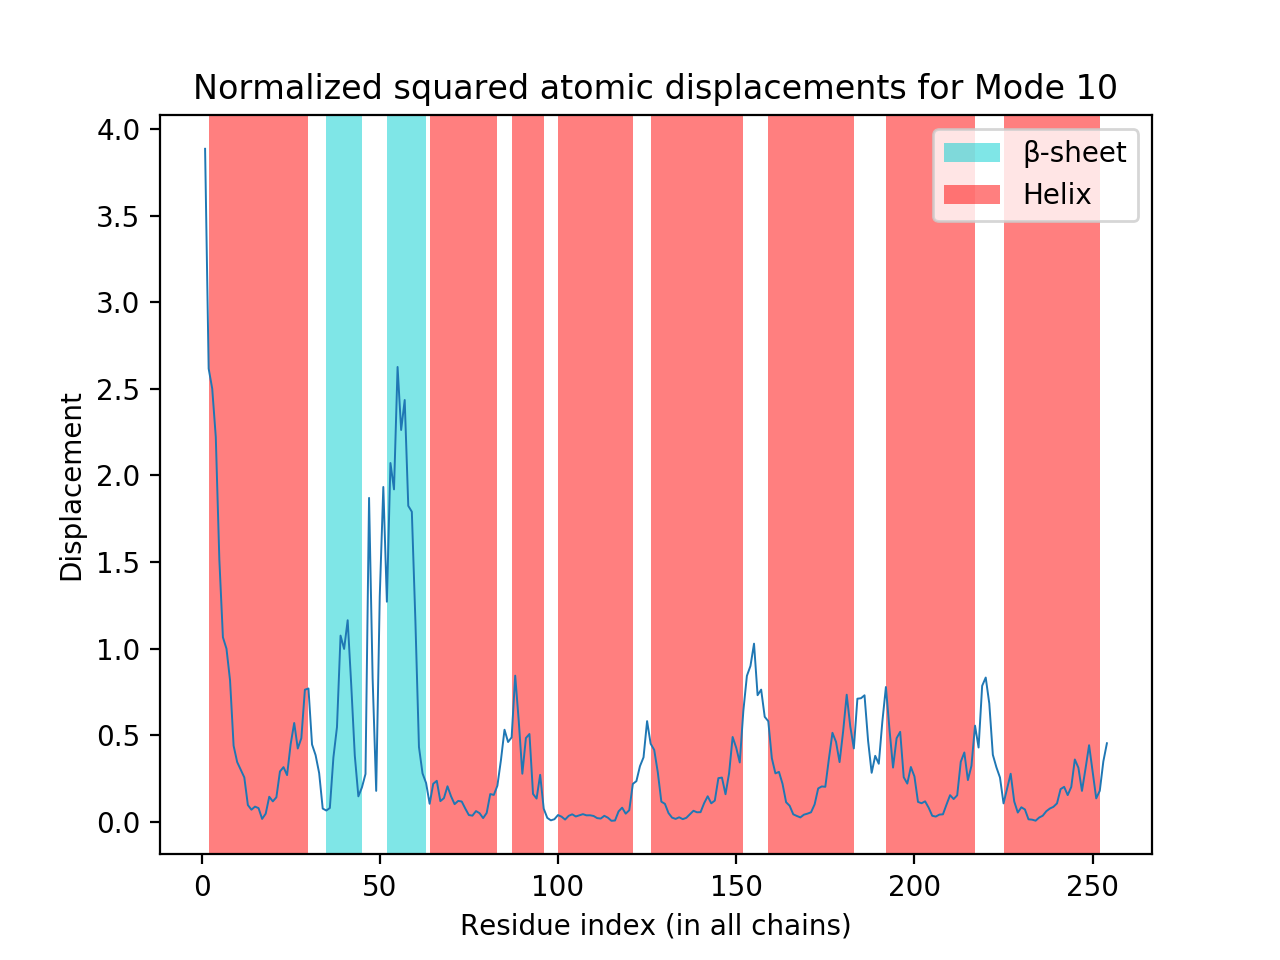 Normalized squared atomic displacements for Mode 10
4.0
3.5
3.0
2.5
2.0
1.5
1.0
0.5
0.0
Displacement
β-sheet
Helix
0 50 100 150 200 250
Residue index (in all chains)